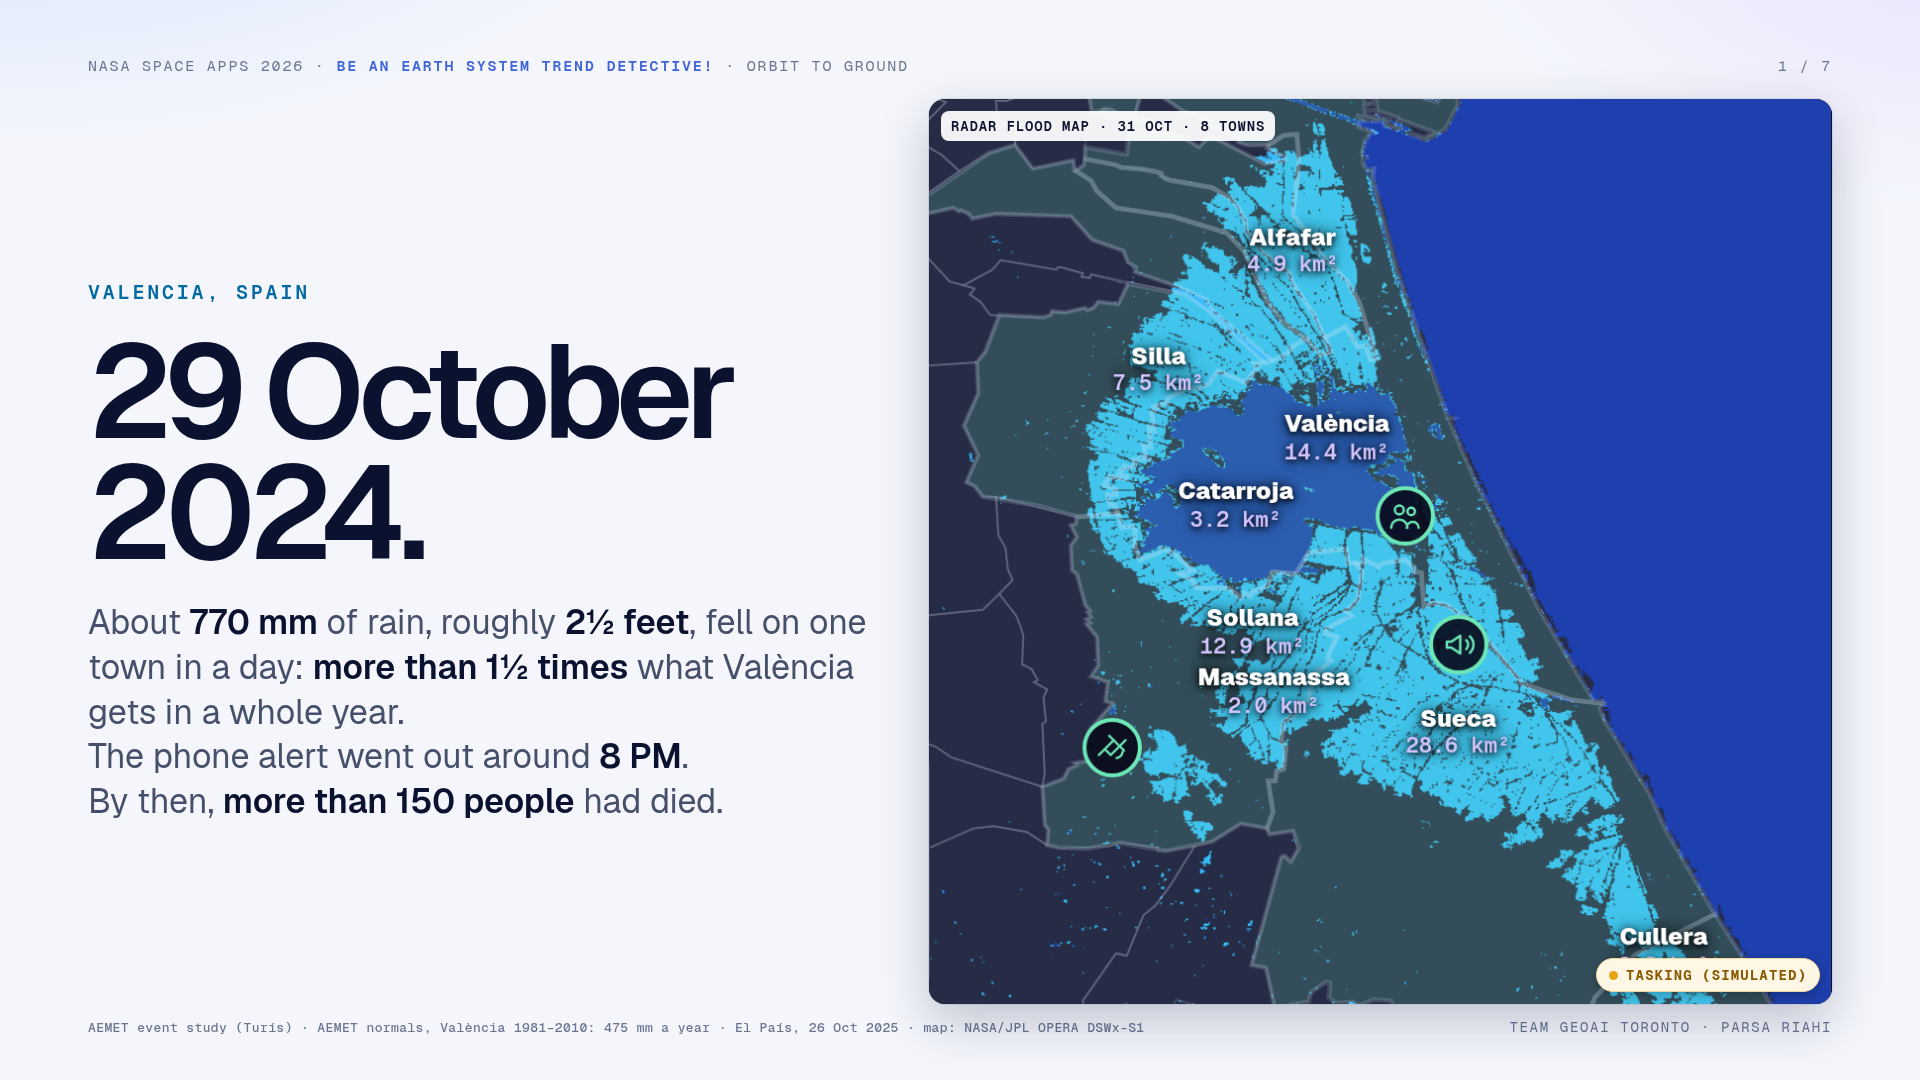 NASA SPACE APPS 2026 · BE AN EARTH SYSTEM TREND DETECTIVE! · ORBIT TO GROUND
1 / 7
VALENCIA, SPAIN
29 October
2024.
About 770 mm of rain, roughly 2½ feet, fell on one
town in a day: more than 1½ times what València
gets in a whole year.
The phone alert went out around 8 PM.
By then, more than 150 people had died.
RADAR FLOOD MAP · 31 OCT · 8 TOWNS
Alfafar
4.9 km²
Silla
7.5 km²
València
14.4 km²
Catarroja
3.2 km²
Sollana
12.9 km²
Massanassa
2.0 km²
Sueca
28.6 km²
Cullera
TASKING (SIMULATED)
AEMET event study (Turís) · AEMET normals, València 1981–2010: 475 mm a year · El País, 26 Oct 2025 · map: NASA/JPL OPERA DSWx-S1
TEAM GEOAI TORONTO · PARSA RIAHI